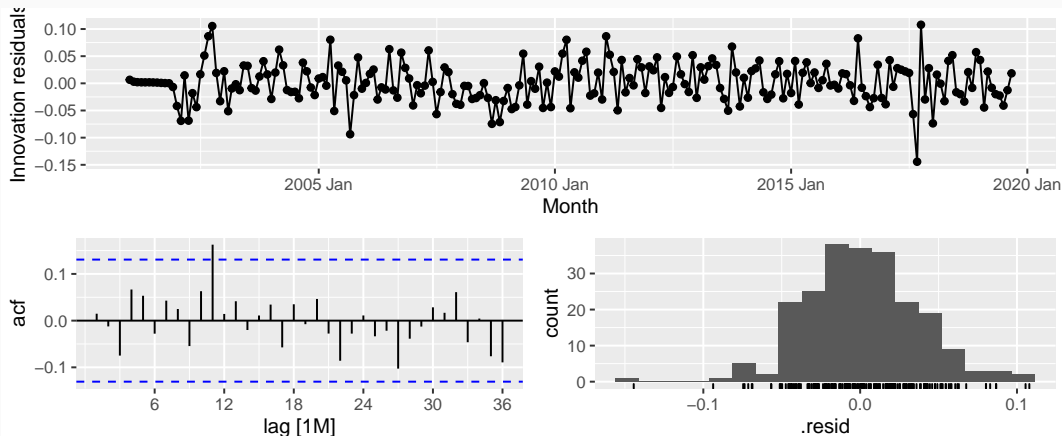 Innovation residuals
0.10
0.05
0.00
−0.05
−0.10
−0.15
2005 Jan
2010 Jan
2015 Jan
2020 Jan
Month
acf
0.1
0.0
−0.1
6
12
18
24
30
36
lag [1M]
count
30
20
10
0
−0.1
0.0
0.1
.resid